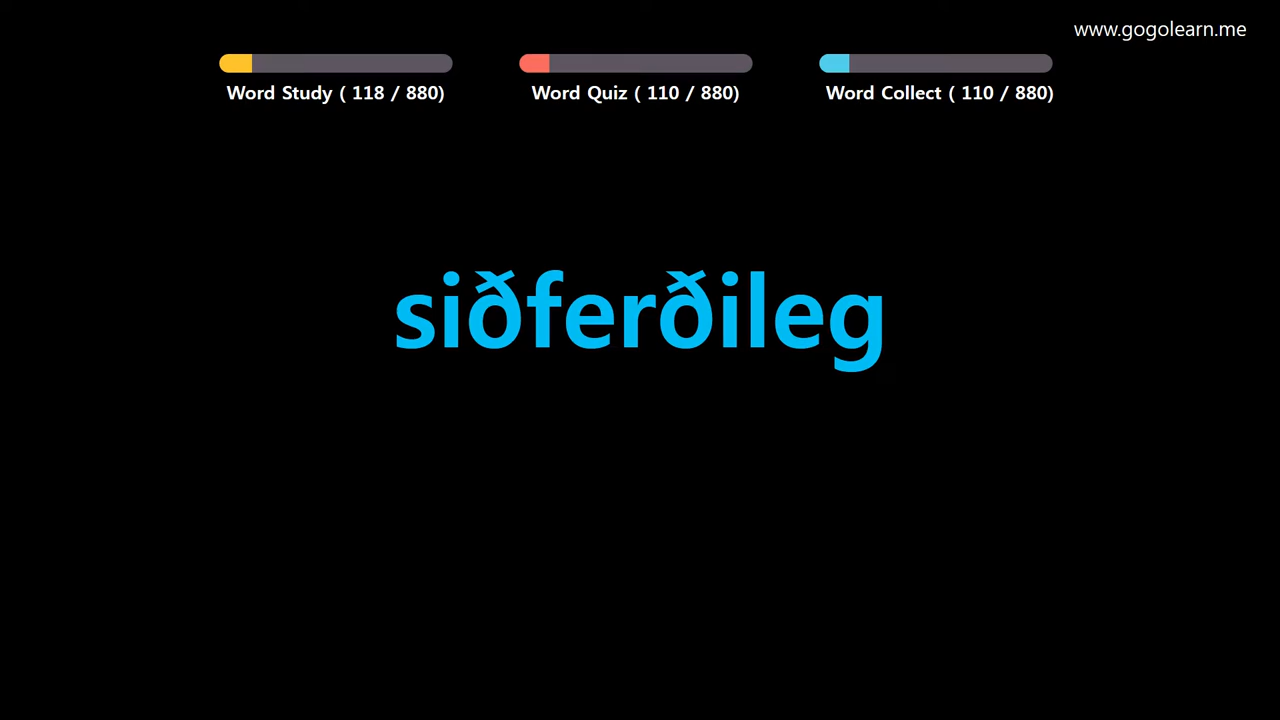 www.gogolearn.me
Word Study ( 118 / 880)
Word Quiz ( 110 / 880)
Word Collect ( 110 / 880)
siðferðileg